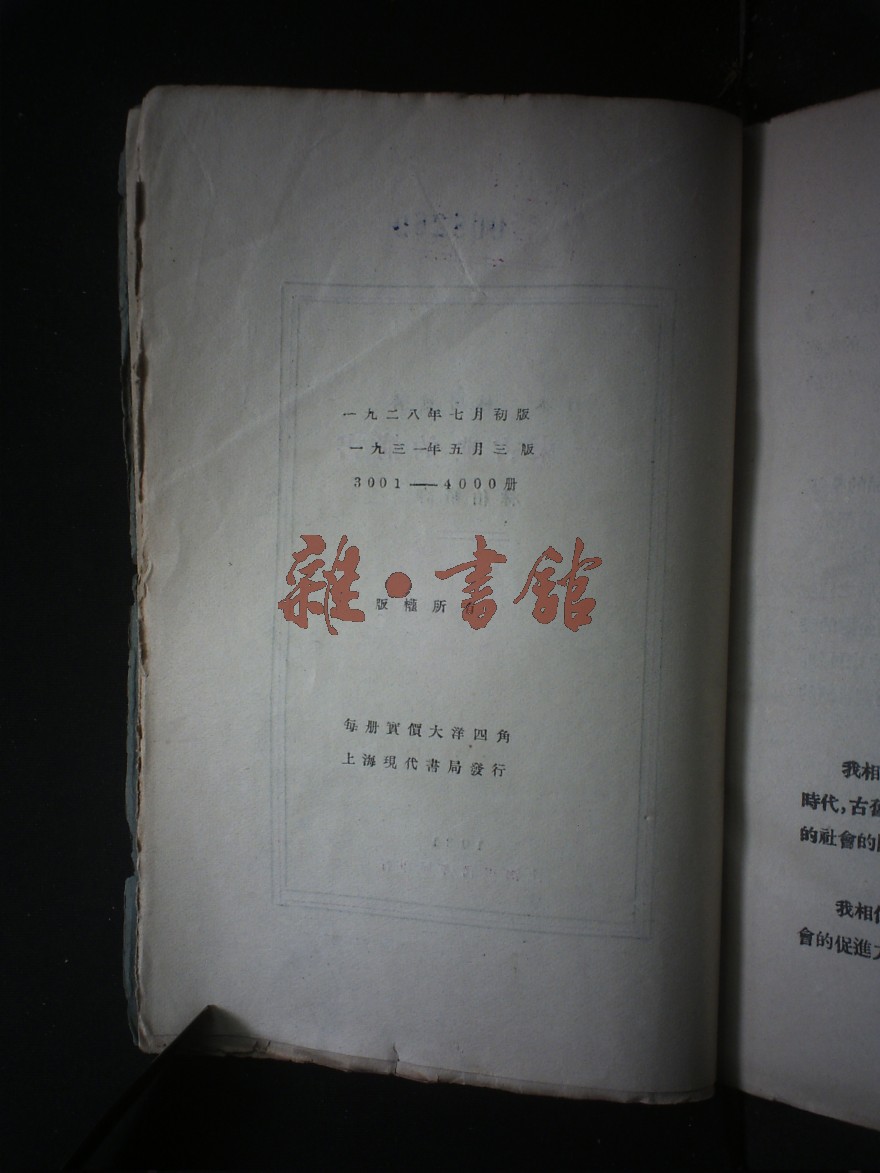 一九二八年七月初版
一九三一年五月三版
3001——4000册
雜·書館
版權所有
每册實價大洋四角
上海現代書局發行
我相
時代，古舊
的社會的
我相信
會的促進